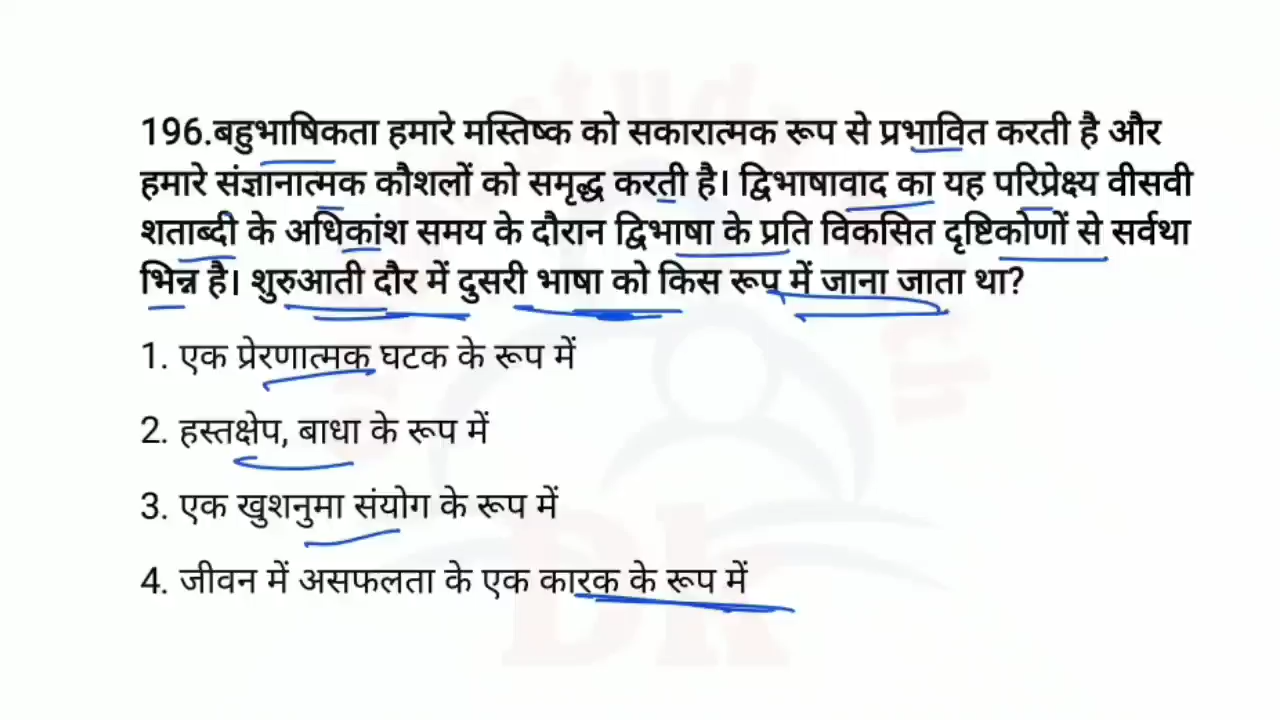 196.बहुभाषिकता हमारे मस्तिष्क को सकारात्मक रूप से प्रभावित करती है और
हमारे संज्ञानात्मक कौशलों को समृद्ध करती है। द्विभाषावाद का यह परिप्रेक्ष्य वीसवी
शताब्दी के अधिकांश समय के दौरान द्विभाषा के प्रति विकसित दृष्टिकोणों से सर्वथा
भिन्न है। शुरुआती दौर में दुसरी भाषा को किस रूप में जाना जाता था?
1. एक प्रेरणात्मक घटक के रूप में
2. हस्तक्षेप, बाधा के रूप में
3. एक खुशनुमा संयोग के रूप में
4. जीवन में असफलता के एक कारक के रूप में